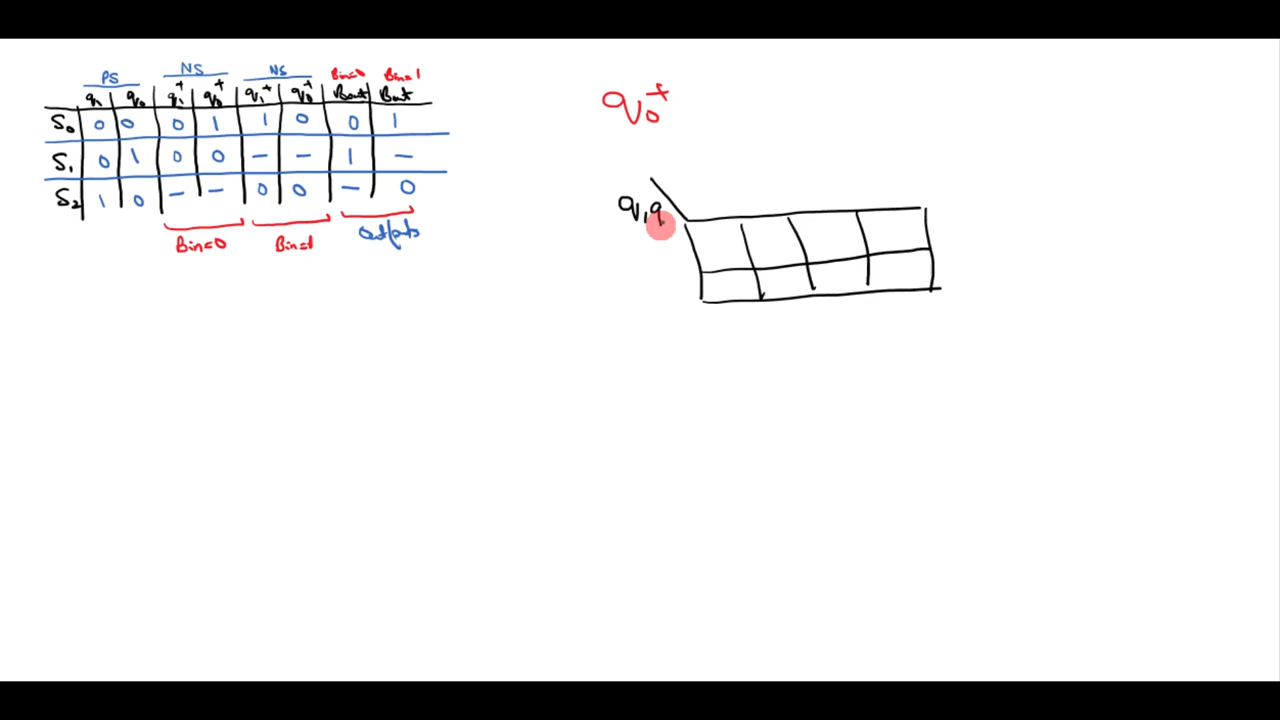 PS NS NS Bin=0 Bin=1
q1 q0 q1+ q0+ q1+ q0+ Bout Bout
S0 0 0 0 1 1 0 0 1
S1 0 1 0 0 — — 1 —
S2 1 0 — — 0 0 — 0
Bin=0 Bin=1 outputs
q0+
q1q